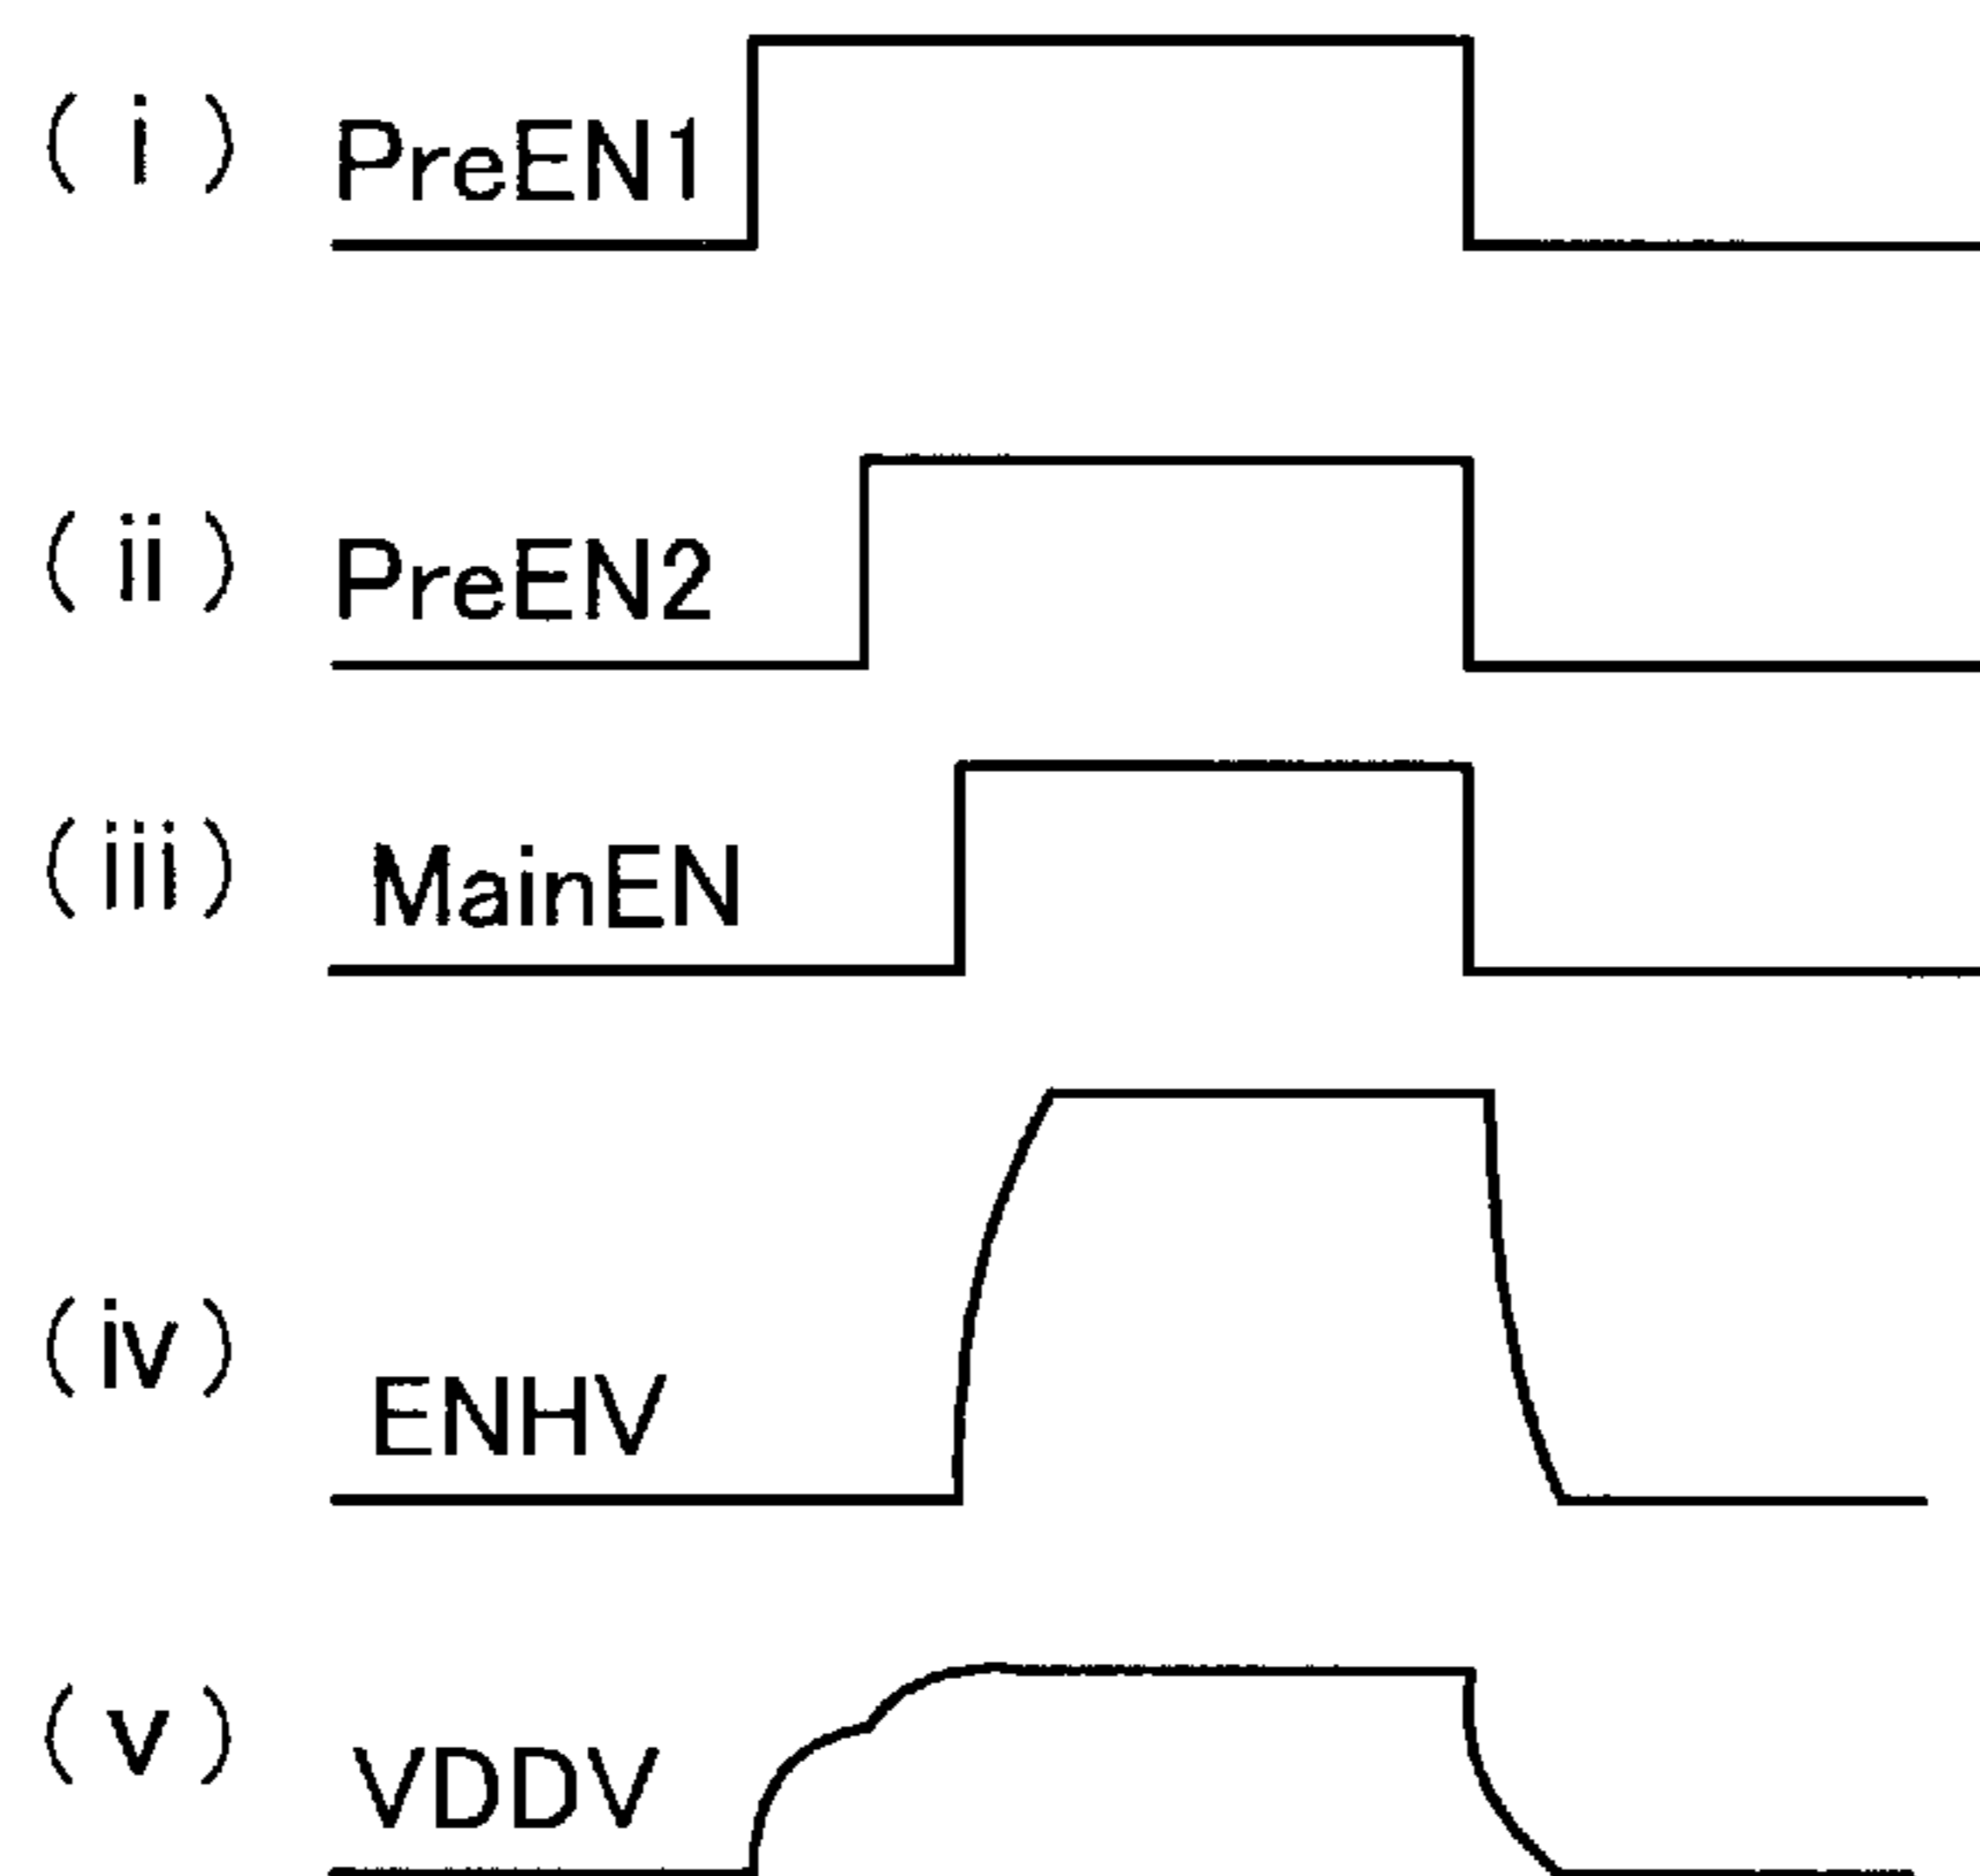 ( i ) PreEN1
( ii ) PreEN2
( iii ) MainEN
( iv ) ENHV
( v ) VDDV